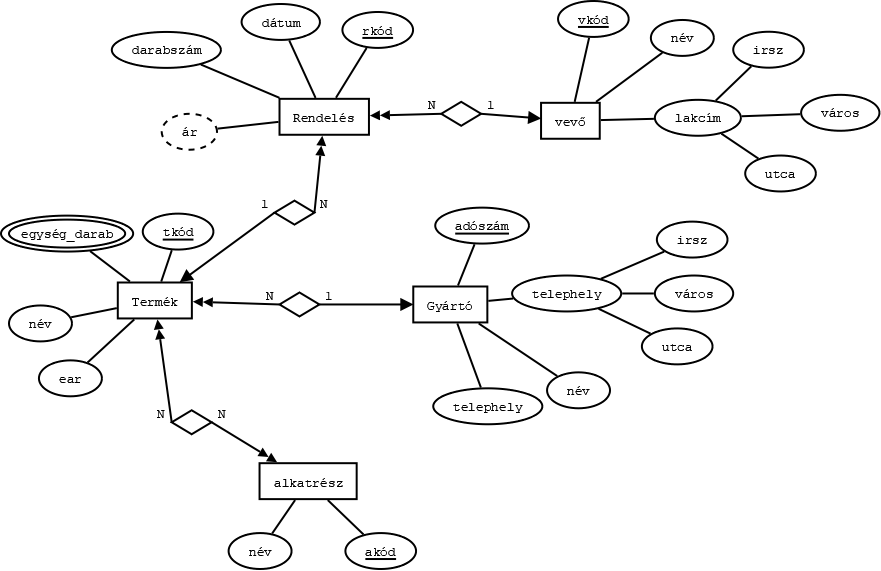 vkód
dátum
rkód
név
darabszám
irsz
N
1
Rendelés
vevő
lakcím
város
ár
utca
1
N
egység_darab
tkód
adószám
irsz
Termék
N
1
Gyártó
telephely
város
név
utca
ear
név
telephely
N
N
alkatrész
név
akód